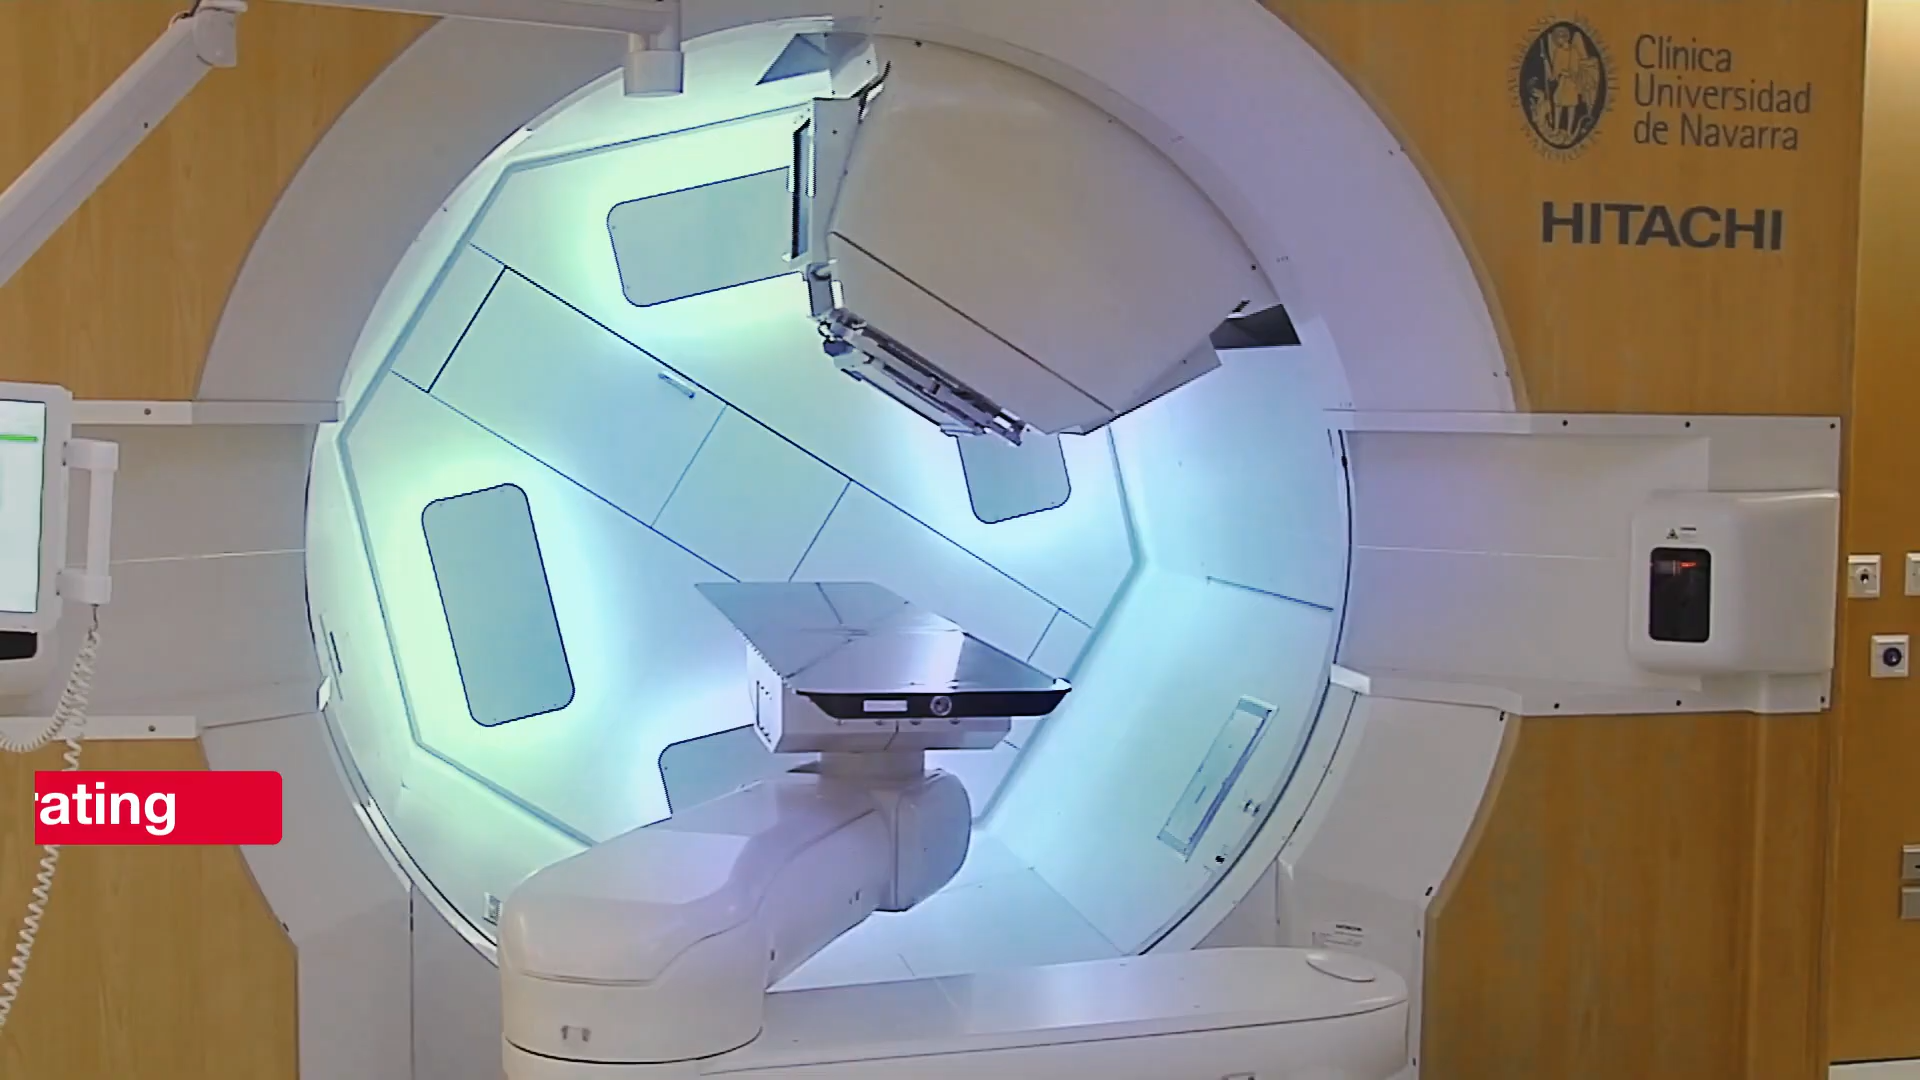 Clínica
Universidad
de Navarra
HITACHI
rating